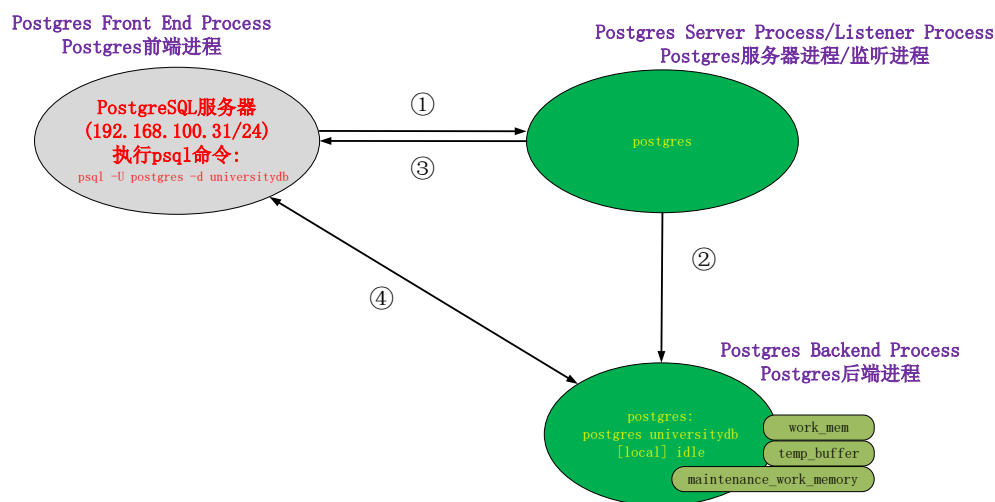 Postgres Front End Process
Postgres前端进程
Postgres Server Process/Listener Process
Postgres服务器进程/监听进程
PostgreSQL服务器
(192.168.100.31/24)
执行psql命令:
psql -U postgres -d universitydb
①
③
postgres
②
④
Postgres Backend Process
Postgres后端进程
postgres:
postgres universitydb
[local] idle
work_mem
temp_buffer
maintenance_work_memory